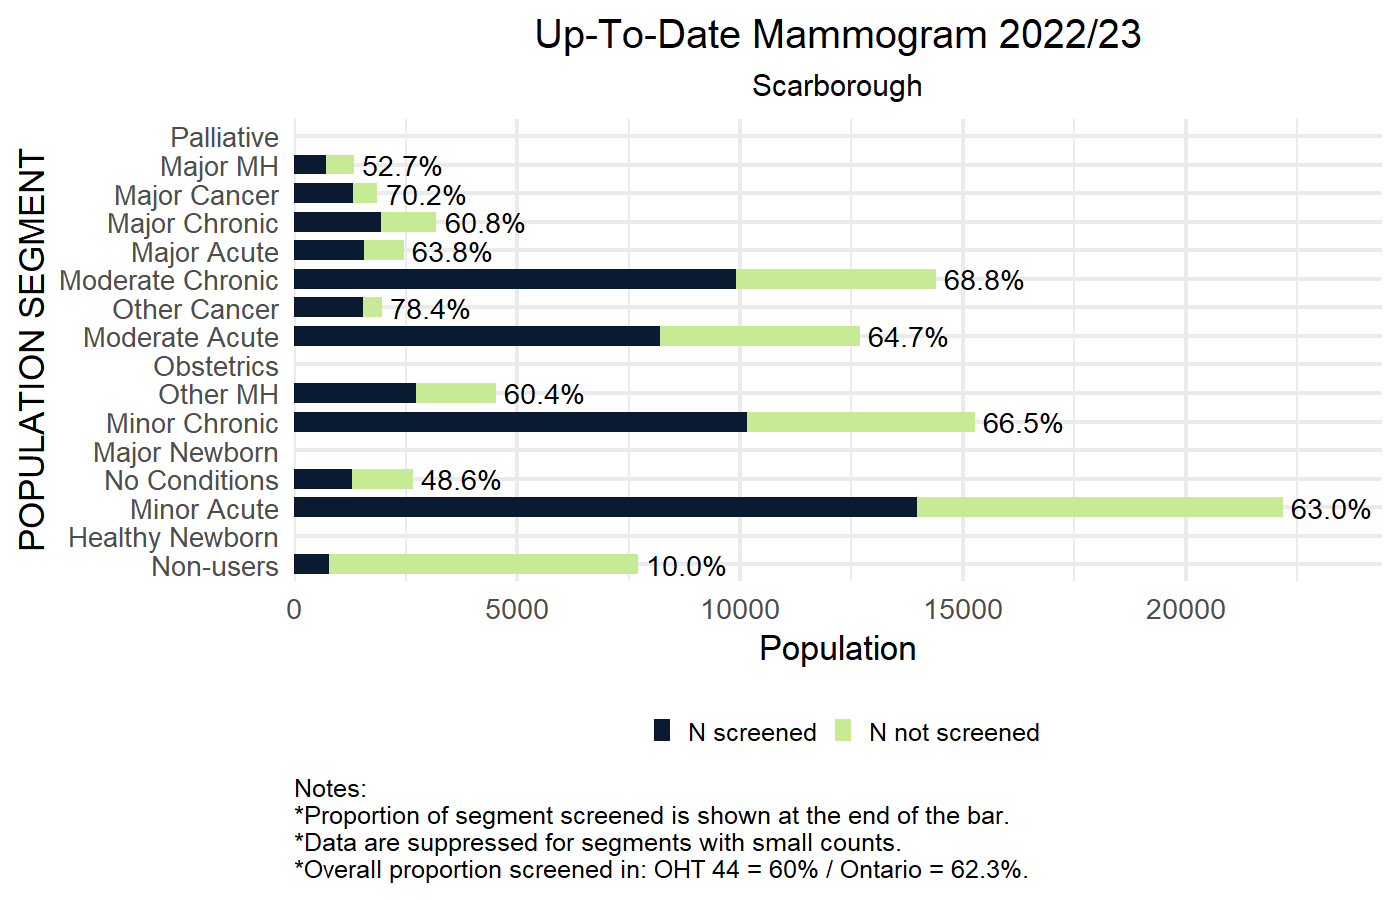 Up-To-Date Mammogram 2022/23
Scarborough
POPULATION SEGMENT
Palliative
Major MH 52.7%
Major Cancer 70.2%
Major Chronic 60.8%
Major Acute 63.8%
Moderate Chronic 68.8%
Other Cancer 78.4%
Moderate Acute 64.7%
Obstetrics
Other MH 60.4%
Minor Chronic 66.5%
Major Newborn
No Conditions 48.6%
Minor Acute 63.0%
Healthy Newborn
Non-users 10.0%
0 5000 10000 15000 20000
Population
N screened N not screened
Notes:
*Proportion of segment screened is shown at the end of the bar.
*Data are suppressed for segments with small counts.
*Overall proportion screened in: OHT 44 = 60% / Ontario = 62.3%.